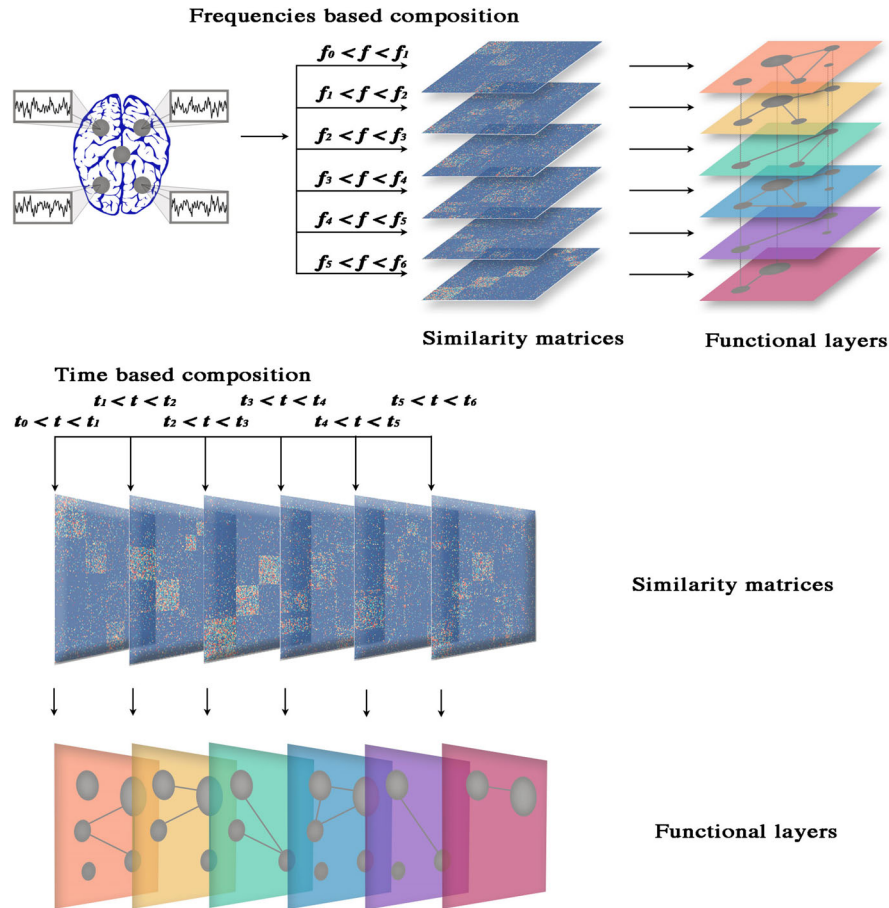 Frequencies based composition
f0 < f < f1
f1 < f < f2
f2 < f < f3
f3 < f < f4
f4 < f < f5
f5 < f < f6
Similarity matrices
Functional layers
Time based composition
t1 < t < t2
t3 < t < t4
t5 < t < t6
t0 < t < t1
t2 < t < t3
t4 < t < t5
Similarity matrices
Functional layers